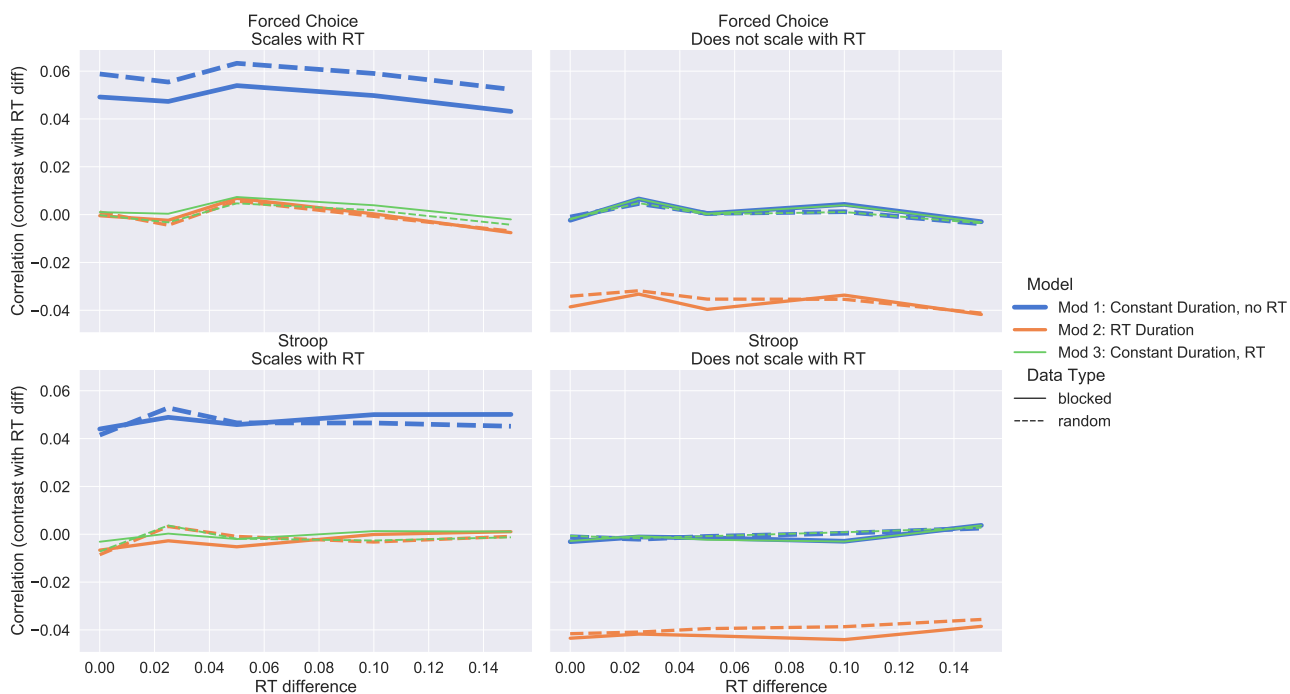 Forced Choice
Scales with RT
Forced Choice
Does not scale with RT
Correlation (contrast with RT diff)
0.06
0.04
0.02
0.00
−0.02
−0.04
Stroop
Scales with RT
Stroop
Does not scale with RT
Correlation (contrast with RT diff)
0.06
0.04
0.02
0.00
−0.02
−0.04
0.00 0.02 0.04 0.06 0.08 0.10 0.12 0.14
RT difference
0.00 0.02 0.04 0.06 0.08 0.10 0.12 0.14
RT difference
Model
Mod 1: Constant Duration, no RT
Mod 2: RT Duration
Mod 3: Constant Duration, RT
Data Type
blocked
random